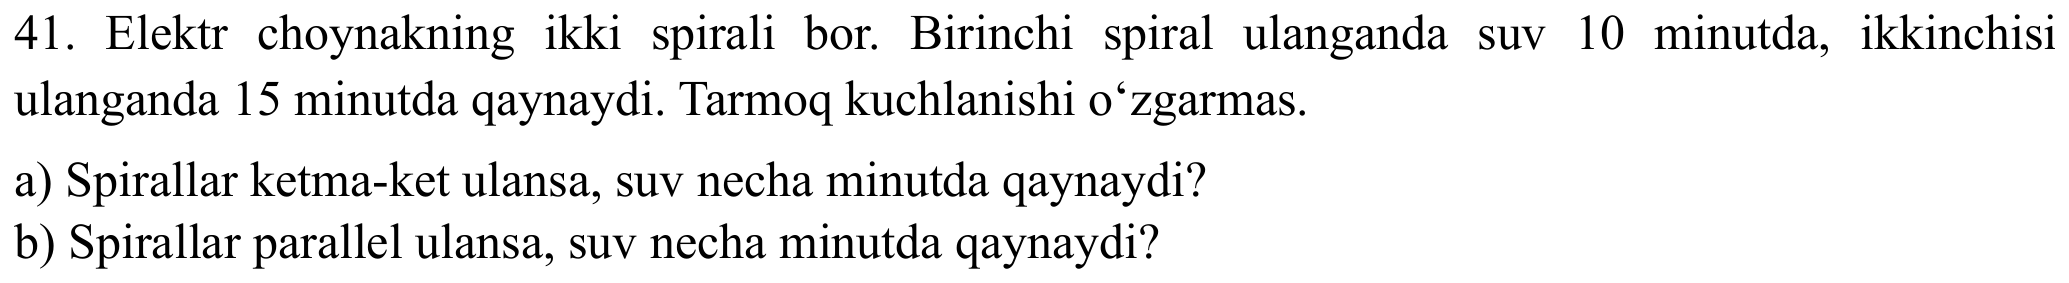 41. Elektr choynakning ikki spirali bor. Birinchi spiral ulanganda suv 10 minutda, ikkinchisi
ulanganda 15 minutda qaynaydi. Tarmoq kuchlanishi o‘zgarmas.
a) Spirallar ketma-ket ulansa, suv necha minutda qaynaydi?
b) Spirallar parallel ulansa, suv necha minutda qaynaydi?